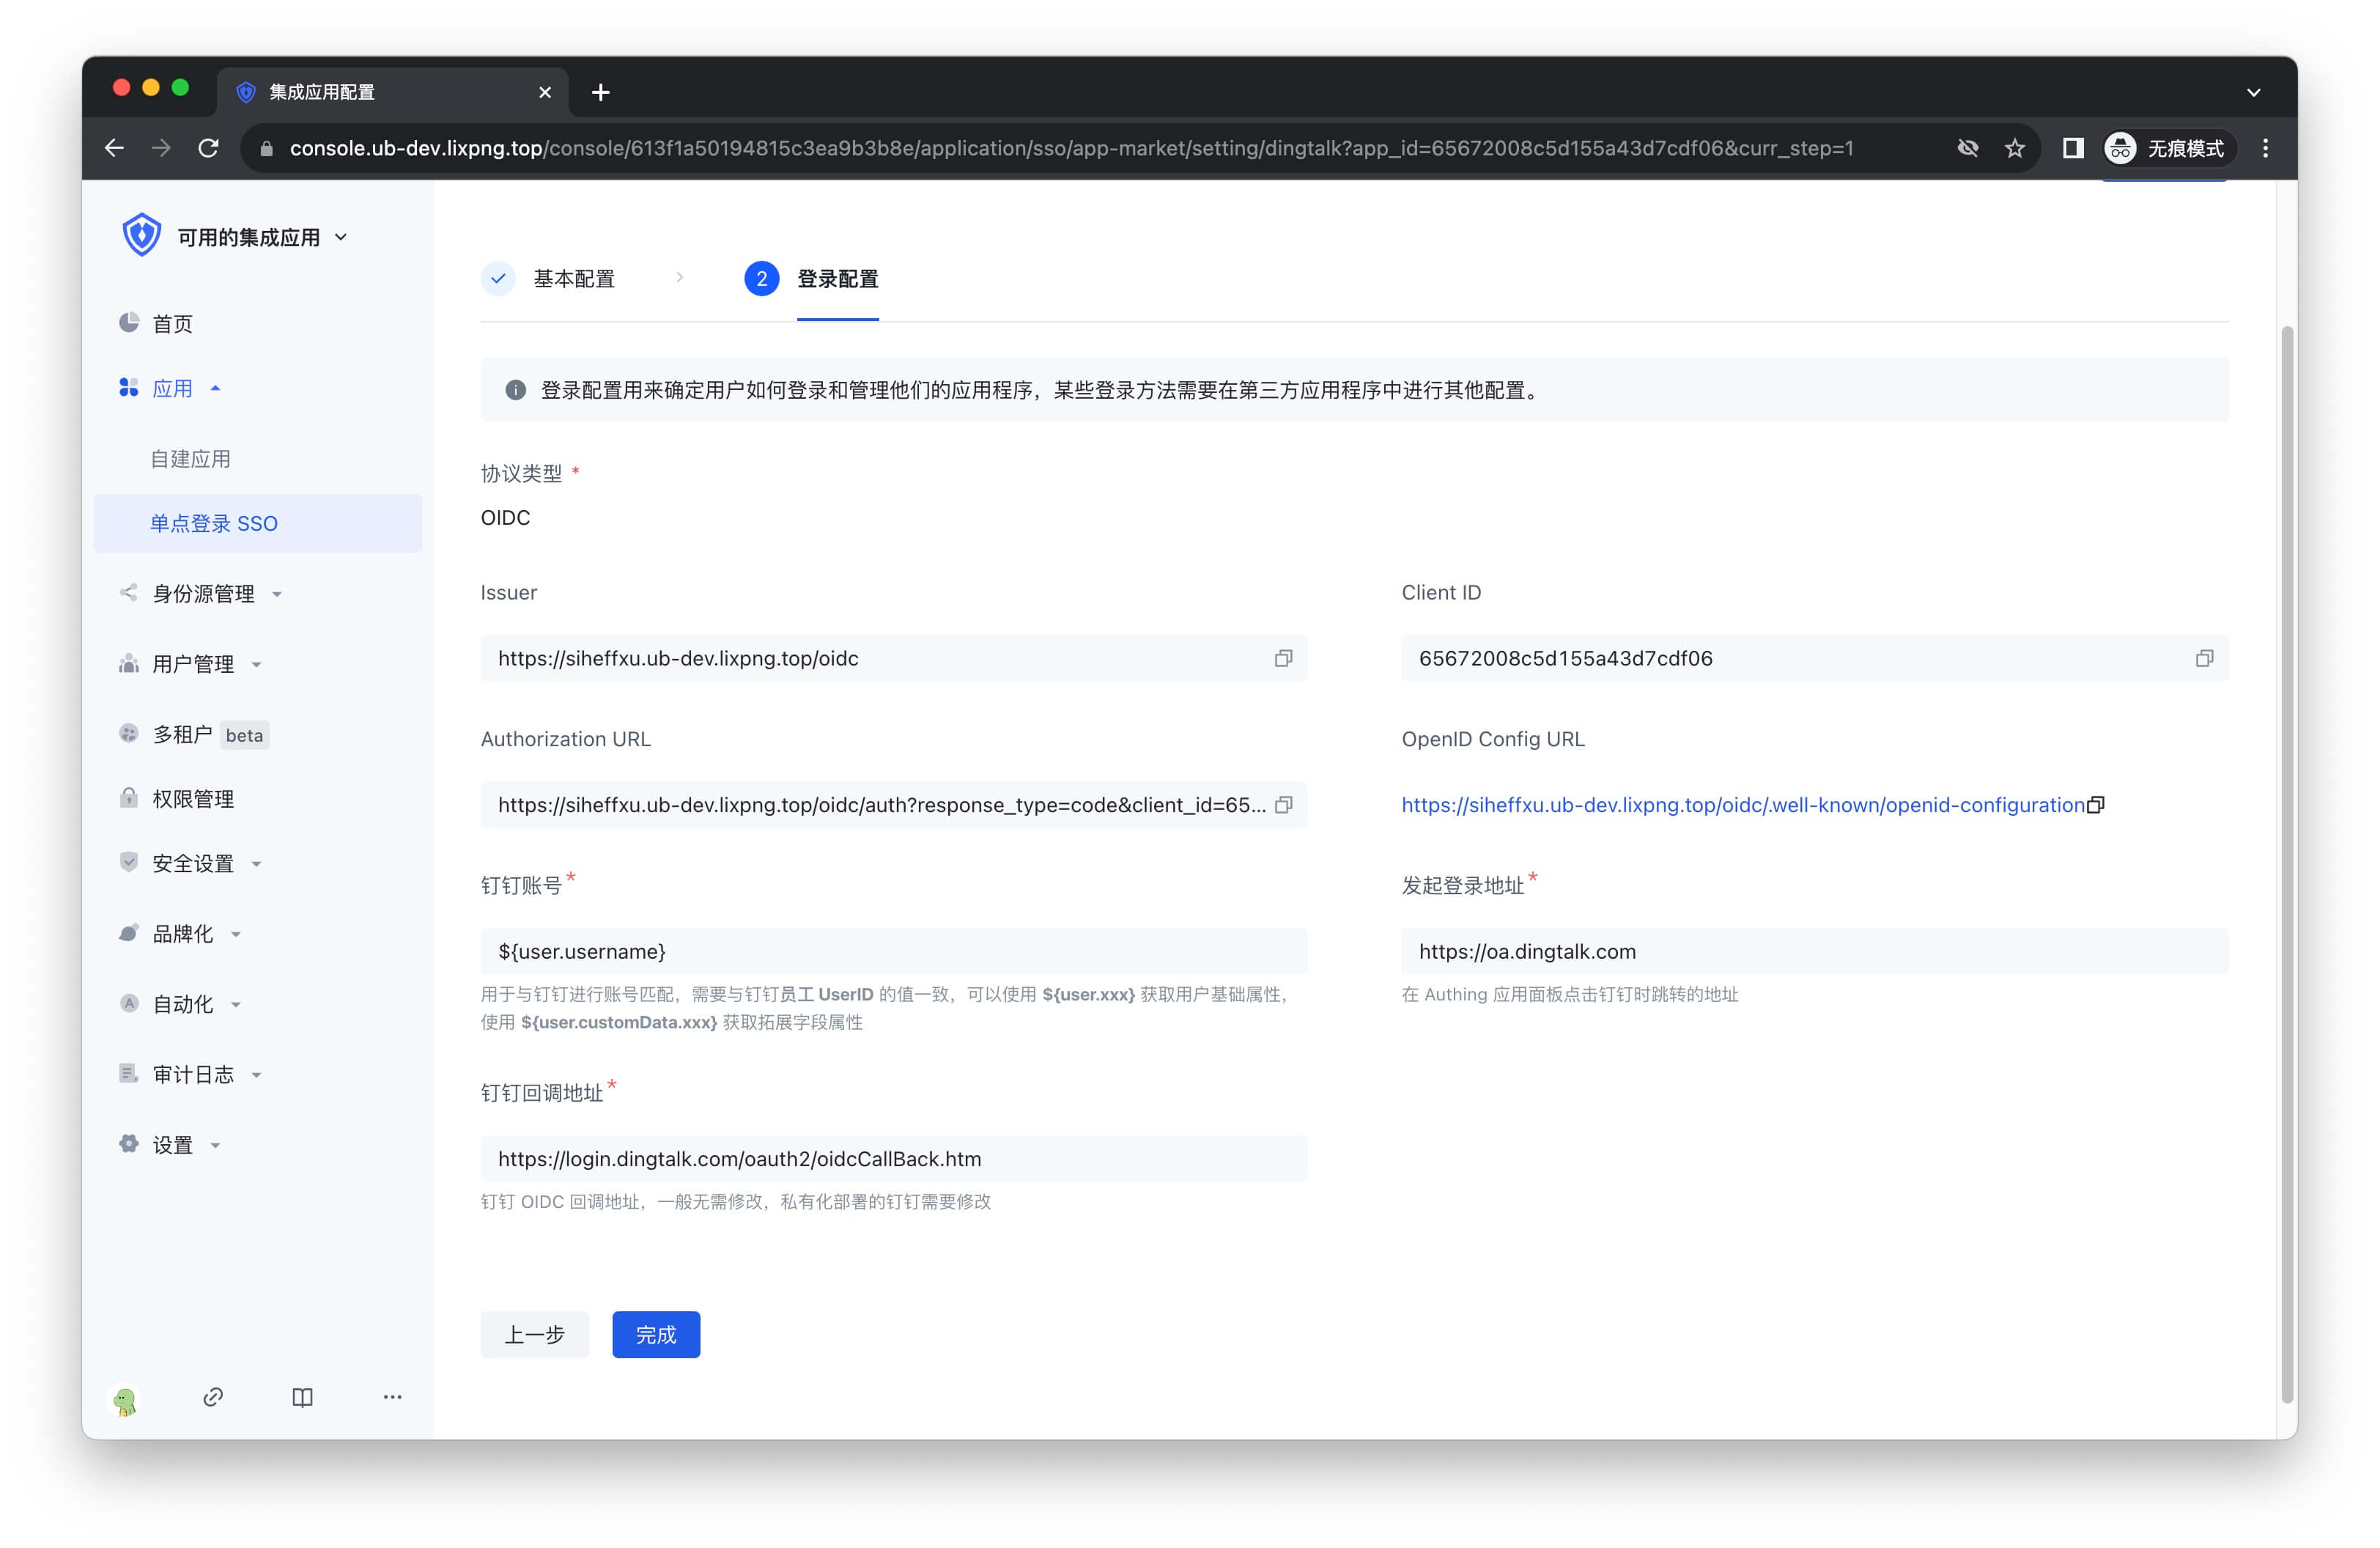 集成应用配置
console.ub-dev.lixpng.top/console/613f1a50194815c3ea9b3b8e/application/sso/app-market/setting/dingtalk?app_id=65672008c5d155a43d7cdf06&curr_step=1
无痕模式
可用的集成应用
首页
应用
自建应用
单点登录 SSO
身份源管理
用户管理
多租户 beta
权限管理
安全设置
品牌化
自动化
审计日志
设置
基本配置
2 登录配置
登录配置用来确定用户如何登录和管理他们的应用程序，某些登录方法需要在第三方应用程序中进行其他配置。
协议类型 *
OIDC
Issuer
https://siheffxu.ub-dev.lixpng.top/oidc
Client ID
65672008c5d155a43d7cdf06
Authorization URL
https://siheffxu.ub-dev.lixpng.top/oidc/auth?response_type=code&client_id=65...
OpenID Config URL
https://siheffxu.ub-dev.lixpng.top/oidc/.well-known/openid-configuration
钉钉账号*
${user.username}
用于与钉钉进行账号匹配，需要与钉钉员工 UserID 的值一致，可以使用 ${user.xxx} 获取用户基础属性，
使用 ${user.customData.xxx} 获取拓展字段属性
发起登录地址*
https://oa.dingtalk.com
在 Authing 应用面板点击钉钉时跳转的地址
钉钉回调地址*
https://login.dingtalk.com/oauth2/oidcCallBack.htm
钉钉 OIDC 回调地址，一般无需修改，私有化部署的钉钉需要修改
上一步
完成